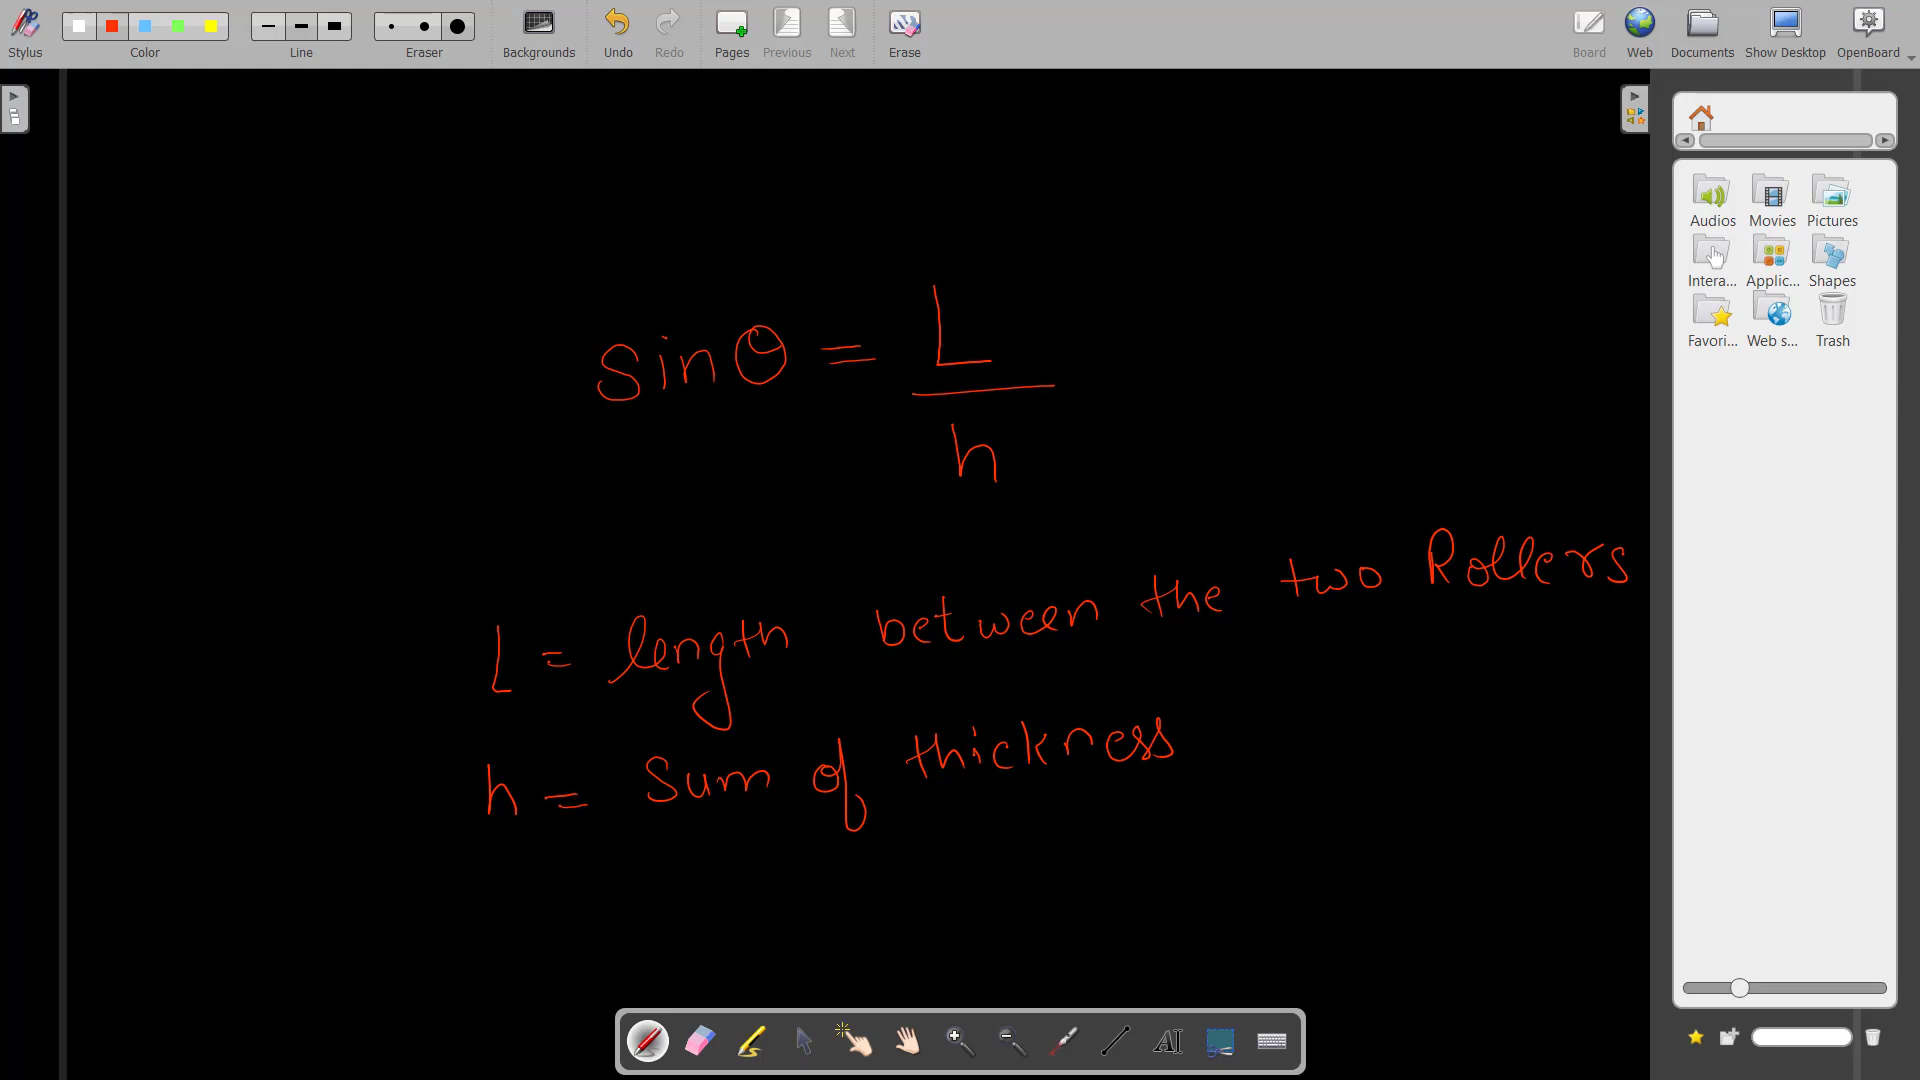 Stylus Color Line Eraser Backgrounds Undo Redo Pages Previous Next Erase Board Web Documents Show Desktop OpenBoard
Audios Movies Pictures
Intera... Applic... Shapes
Favori... Web s... Trash
sinθ = L
h
L = length between the two Rollers
h = Sum of thickness
AI